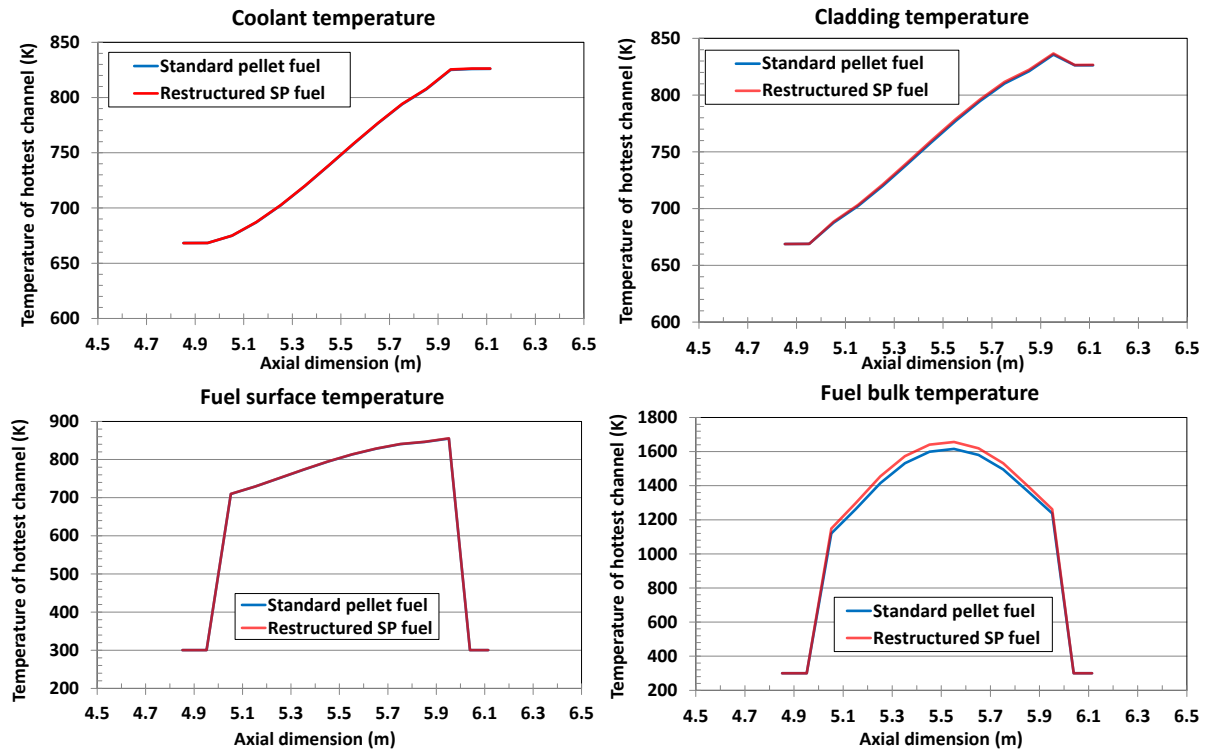 Coolant temperature
Temperature of hottest channel (K)
850
800
750
700
650
600
Standard pellet fuel
Restructured SP fuel
4.5 4.7 4.9 5.1 5.3 5.5 5.7 5.9 6.1 6.3 6.5
Axial dimension (m)
Cladding temperature
Temperature of hottest channel (K)
850
800
750
700
650
600
Standard pellet fuel
Restructured SP fuel
4.5 4.7 4.9 5.1 5.3 5.5 5.7 5.9 6.1 6.3 6.5
Axial dimension (m)
Fuel surface temperature
Temperature of hottest channel (K)
900
800
700
600
500
400
300
200
Standard pellet fuel
Restructured SP fuel
4.5 4.7 4.9 5.1 5.3 5.5 5.7 5.9 6.1 6.3 6.5
Axial dimension (m)
Fuel bulk temperature
Temperature of hottest channel (K)
1800
1600
1400
1200
1000
800
600
400
200
Standard pellet fuel
Restructured SP fuel
4.5 4.7 4.9 5.1 5.3 5.5 5.7 5.9 6.1 6.3 6.5
Axial dimension (m)